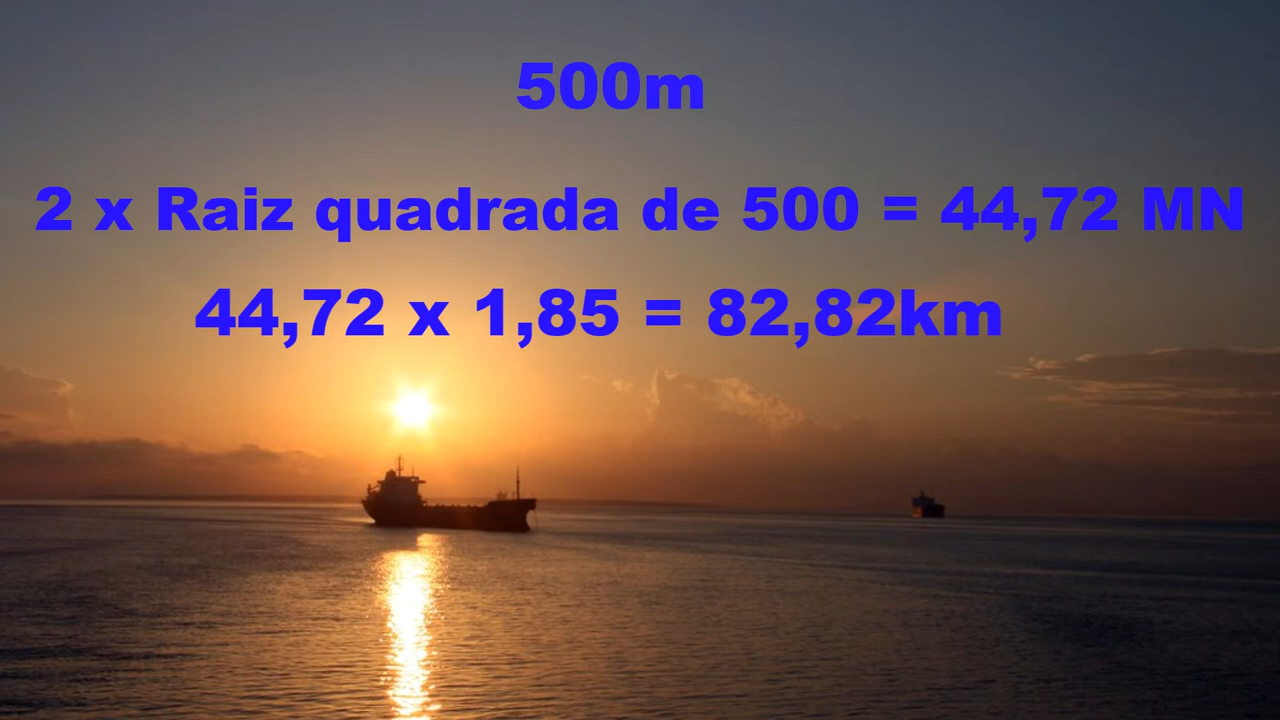 500m
2 x Raiz quadrada de 500 = 44,72 MN
44,72 x 1,85 = 82,82km